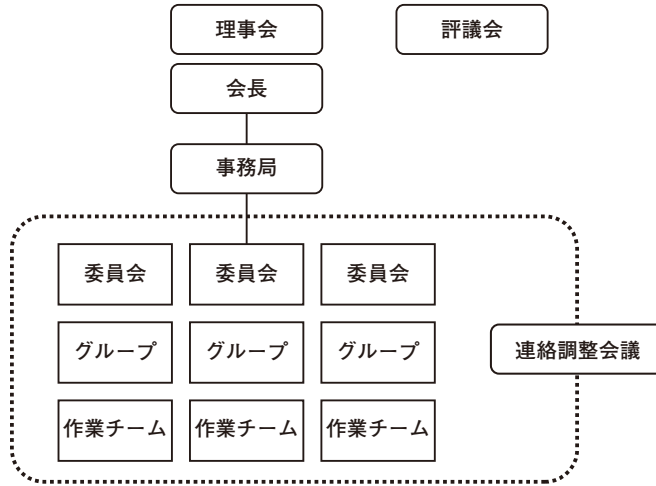 理事会
評議会
会長
事務局
委員会
委員会
委員会
グループ
グループ
グループ
連絡調整会議
作業チーム
作業チーム
作業チーム